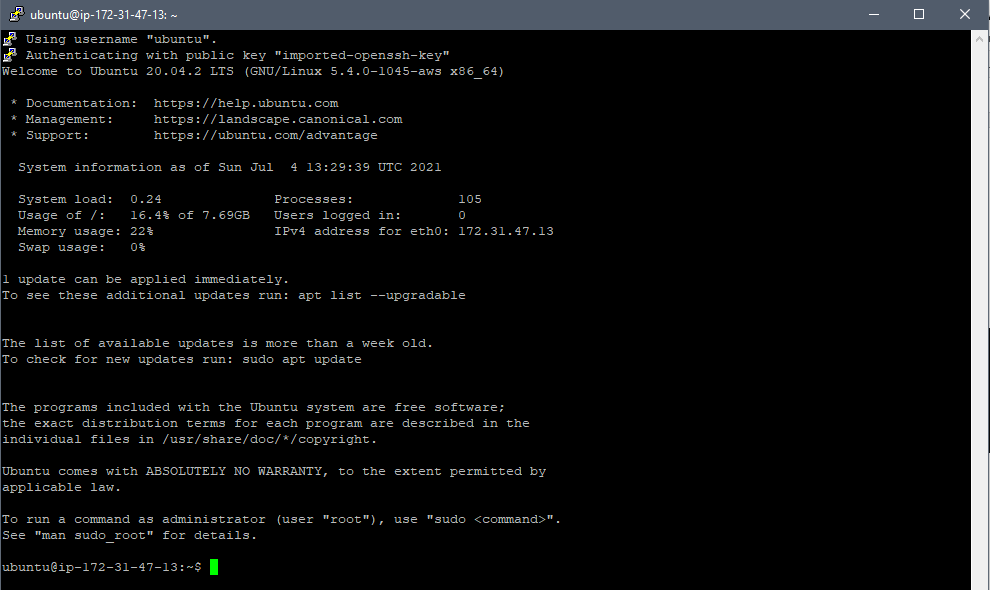 ubuntu@ip-172-31-47-13: ~
Using username "ubuntu".
Authenticating with public key "imported-openssh-key"
Welcome to Ubuntu 20.04.2 LTS (GNU/Linux 5.4.0-1045-aws x86_64)
* Documentation:  https://help.ubuntu.com
* Management:     https://landscape.canonical.com
* Support:        https://ubuntu.com/advantage
System information as of Sun Jul  4 13:29:39 UTC 2021
System load:  0.24              Processes:             105
Usage of /:   16.4% of 7.69GB   Users logged in:       0
Memory usage: 22%               IPv4 address for eth0: 172.31.47.13
Swap usage:   0%
1 update can be applied immediately.
To see these additional updates run: apt list --upgradable
The list of available updates is more than a week old.
To check for new updates run: sudo apt update
The programs included with the Ubuntu system are free software;
the exact distribution terms for each program are described in the
individual files in /usr/share/doc/*/copyright.
Ubuntu comes with ABSOLUTELY NO WARRANTY, to the extent permitted by
applicable law.
To run a command as administrator (user "root"), use "sudo <command>".
See "man sudo_root" for details.
ubuntu@ip-172-31-47-13:~$